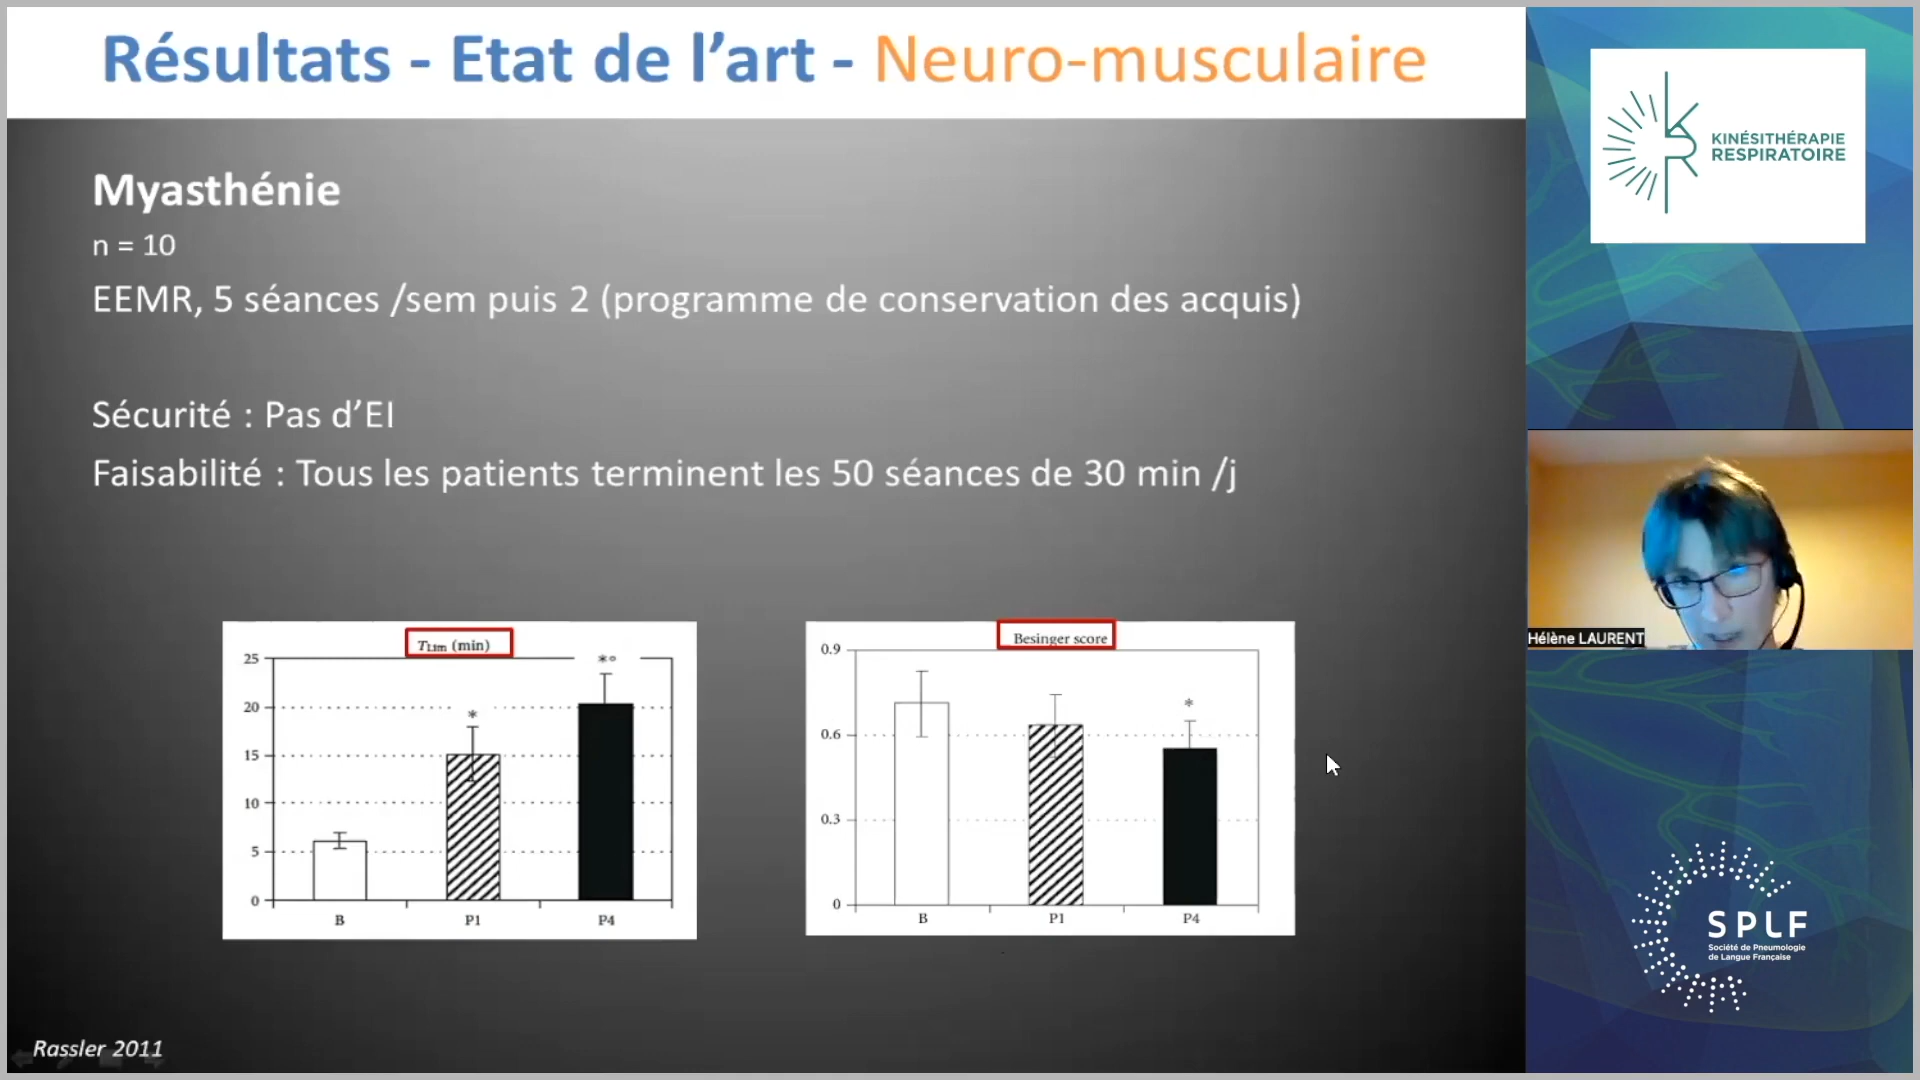 Résultats - Etat de l’art - Neuro-musculaire
Myasthénie
n = 10
EEMR, 5 séances /sem puis 2 (programme de conservation des acquis)
Sécurité : Pas d’EI
Faisabilité : Tous les patients terminent les 50 séances de 30 min /j
TLim (min)
25
20
15
10
5
0
*
*°
B
P1
P4
Besinger score
0.9
0.6
0.3
0
*
B
P1
P4
Rassler 2011
KINÉSITHÉRAPIE
RESPIRATOIRE
Hélène LAURENT
SPLF
Société de Pneumologie
de Langue Française